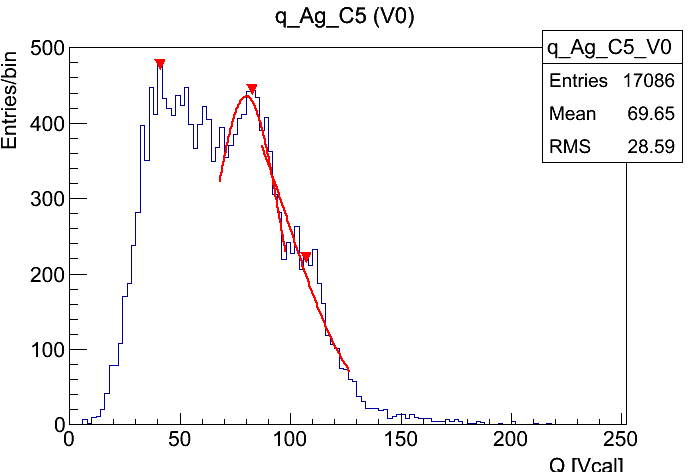 q_Ag_C5 (V0)
q_Ag_C5_V0
Entries 17086
Mean 69.65
RMS 28.59
Entries/bin
500
400
300
200
100
0
0 50 100 150 200 250
Q [Vcal]